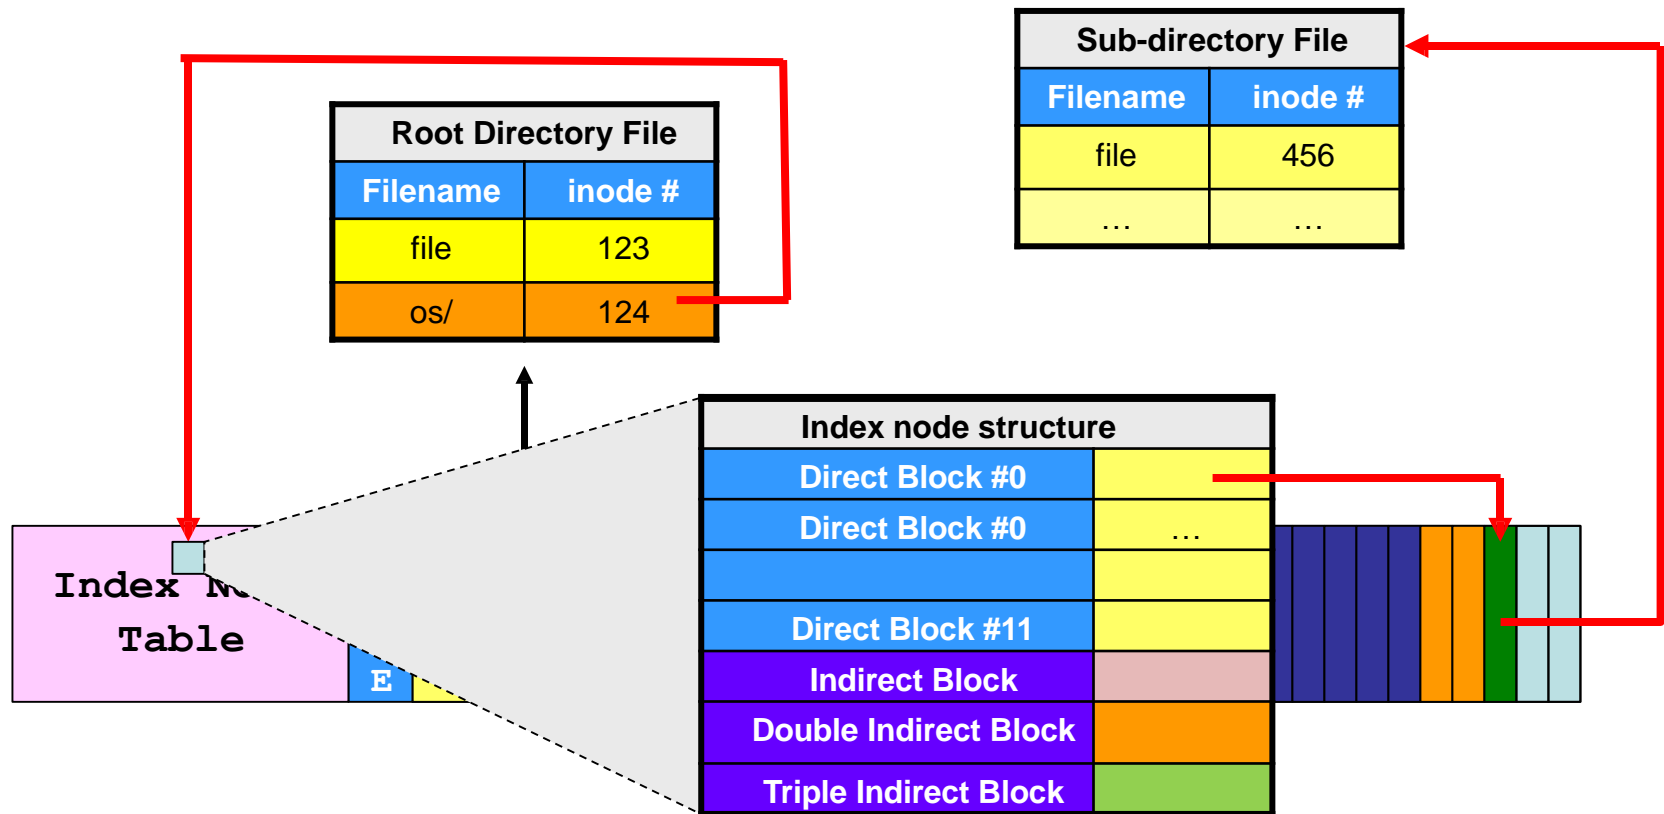 Sub-directory File
Filename inode #
file 456
… …
Root Directory File
Filename inode #
file 123
os/ 124
Index node structure
Direct Block #0
Direct Block #0 …
Direct Block #11
Indirect Block
Double Indirect Block
Triple Indirect Block
Index
Table
E